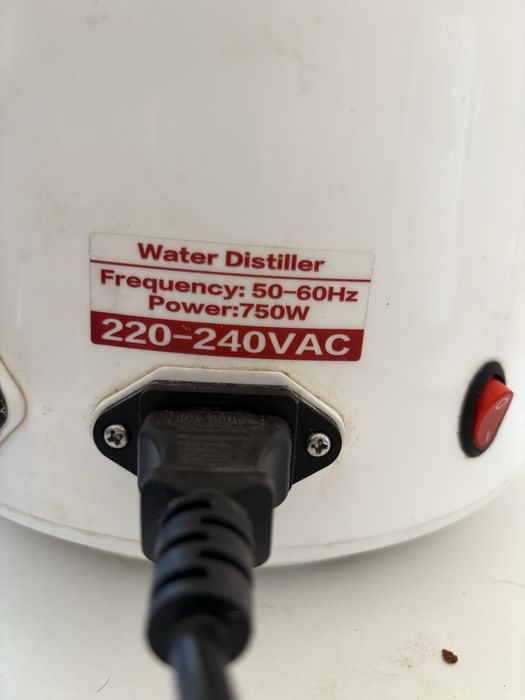 Water Distiller
Frequency: 50-60Hz
Power:750W
220-240VAC